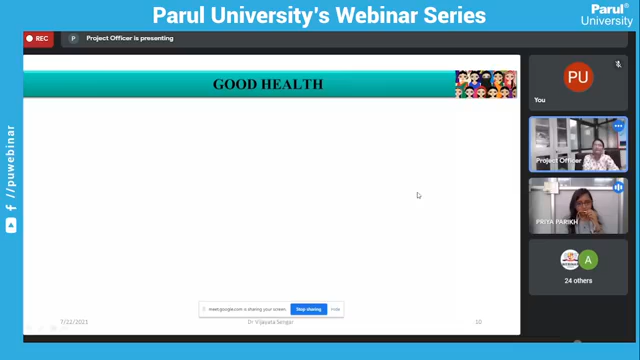 Parul University's Webinar Series
Parul®
University
REC
P
Project Officer is presenting
GOOD HEALTH
PU
You
Project Officer
PRIYA PARIKH
A
24 others
f //puwebinar
meet.google.com is sharing your screen.
Stop sharing
Hide
7/22/2021
Dr Vijayata Sangar
10